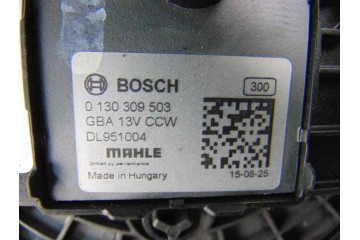 BOSCH 300
0 130 309 503
GBA 13V CCW
DL951004
MAHLE
Driven by performance
Made in Hungary 15-08-25